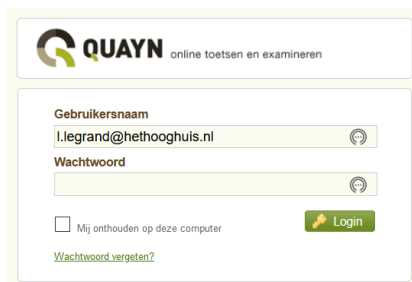 QUAYN online toetsen en examineren
Gebruikersnaam
l.legrand@hethooghuis.nl
Wachtwoord
Mij onthouden op deze computer
Login
Wachtwoord vergeten?